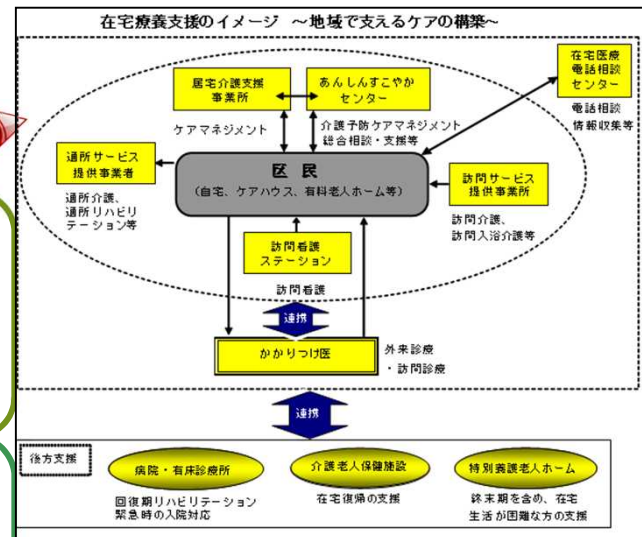 在宅療養支援のイメージ ～地域で支えるケアの構築～
居宅介護支援
事業所
あんしんすこやか
センター
在宅医療
電話相談
センター
電話相談
情報収集等
ケアマネジメント
介護予防ケアマネジメント
総合相談・支援等
通所サービス
提供事業者
通所介護、
通所リハビリ
テーション等
区 民
（自宅、ケアハウス、有料老人ホーム等）
訪問サービス
提供事業所
訪問介護、
訪問入浴介護等
訪問看護
ステーション
訪問看護
連携
かかりつけ医
外来診療
・訪問診療
連携
後方支援
病院・有床診療所
回復期リハビリテーション
緊急時の入院対応
介護老人保健施設
在宅復帰の支援
特別養護老人ホーム
終末期を含め、在宅
生活が困難な方の支援